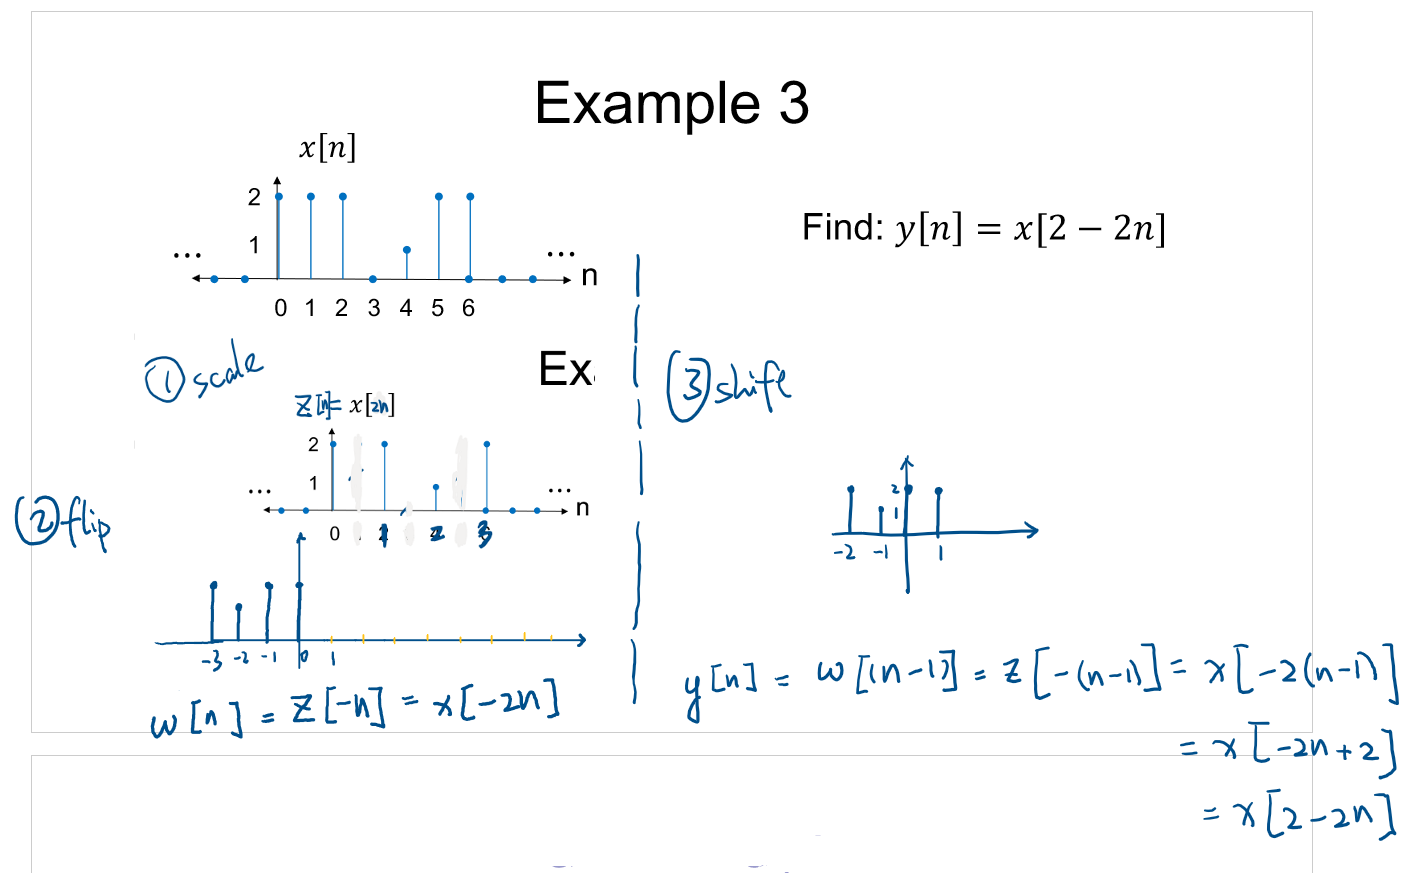 Example 3
x[n]
2
1
... ...
n
0 1 2 3 4 5 6
Find: y[n] = x[2 − 2n]
① scale
Ex
z[n]= x[2n]
2
1
... ...
n
0 1 2 3
② flip
-3 -2 -1 0 1
w[n] = z[-n] = x[-2n]
③ shift
2
1
-2 -1 1
y[n] = w[(n-1)] = z[-(n-1)] = x[-2(n-1)]
= x[-2n+2]
= x[2-2n]